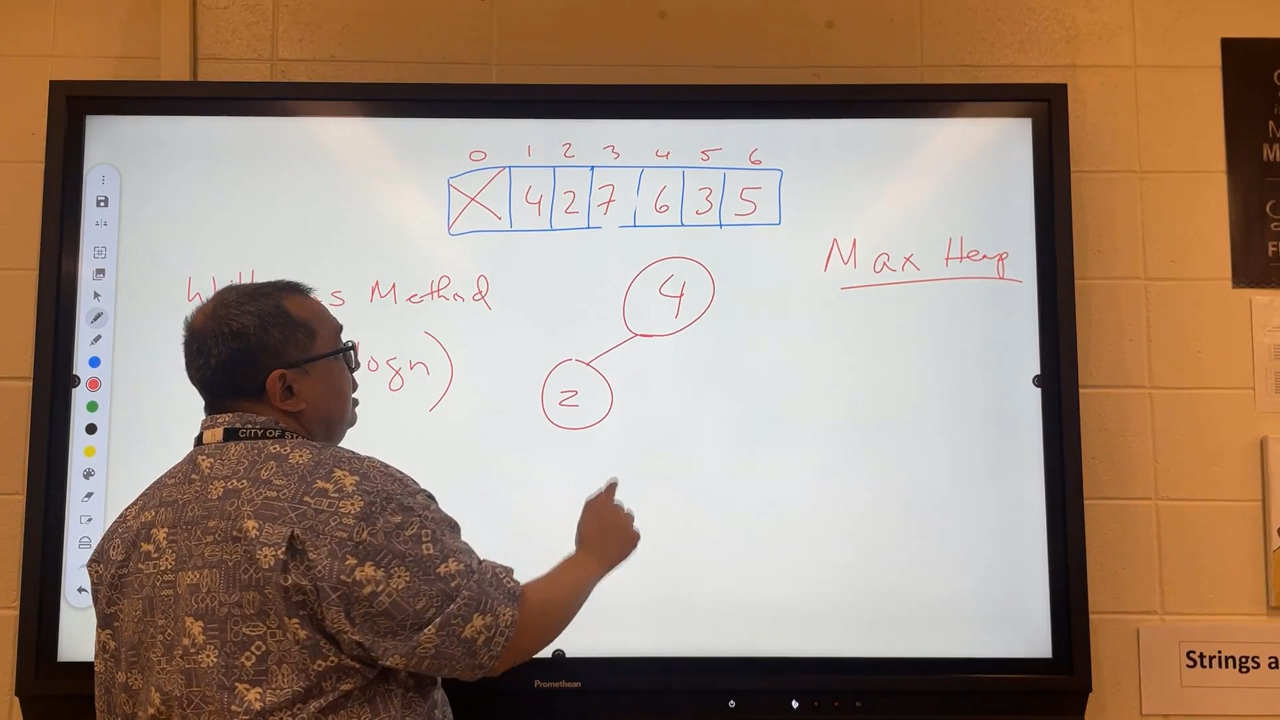 0 1 2 3 4 5 6
X 4 2 7 6 3 5
Max Heap
Method
4
ogn)
2
CITY OF STA
Promethean
Strings a